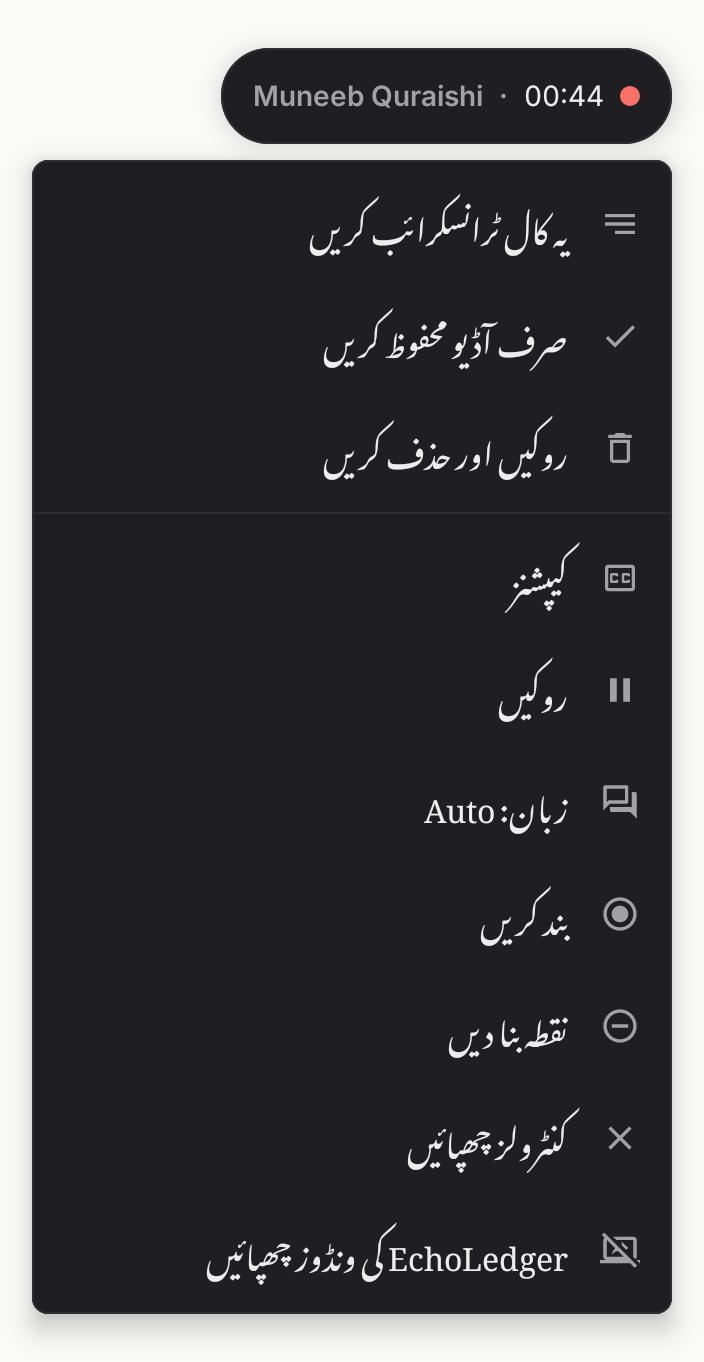 Muneeb Quraishi · 00:44
یہ کال ٹرانسکرائب کریں
صرف آڈیو محفوظ کریں
روکیں اور حذف کریں
کیپشنز
روکیں
زبان: Auto
بند کریں
نقطہ بنا دیں
کنٹرولز چھپائیں
EchoLedger کی ونڈوز چھپائیں